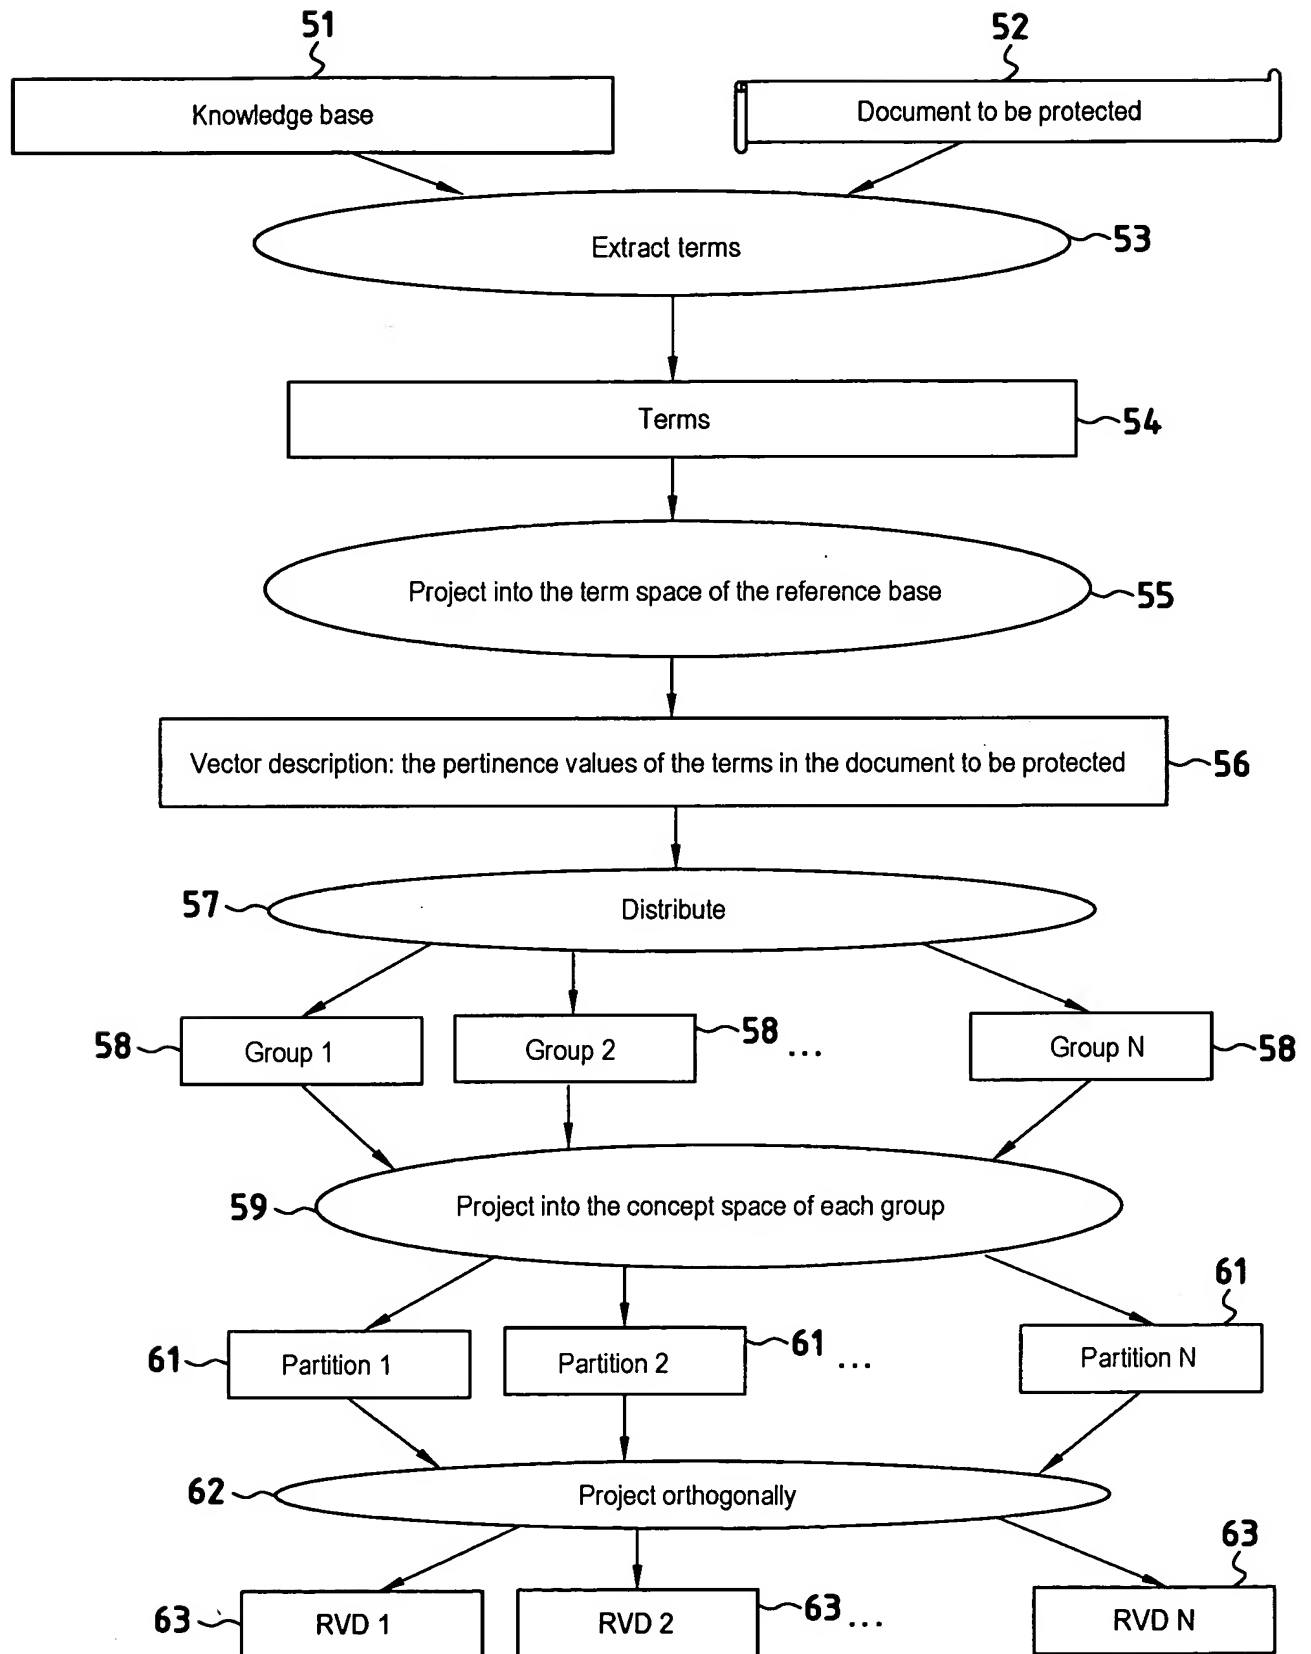 51
52
Knowledge base
Document to be protected
Extract terms
53
Terms
54
Project into the term space of the reference base
55
Vector description: the pertinence values of the terms in the document to be protected
56
57
Distribute
58
Group 1
Group 2
58
...
Group N
58
59
Project into the concept space of each group
61
61
Partition 1
Partition 2
61
...
Partition N
62
Project orthogonally
63
63
RVD 1
RVD 2
63
...
RVD N